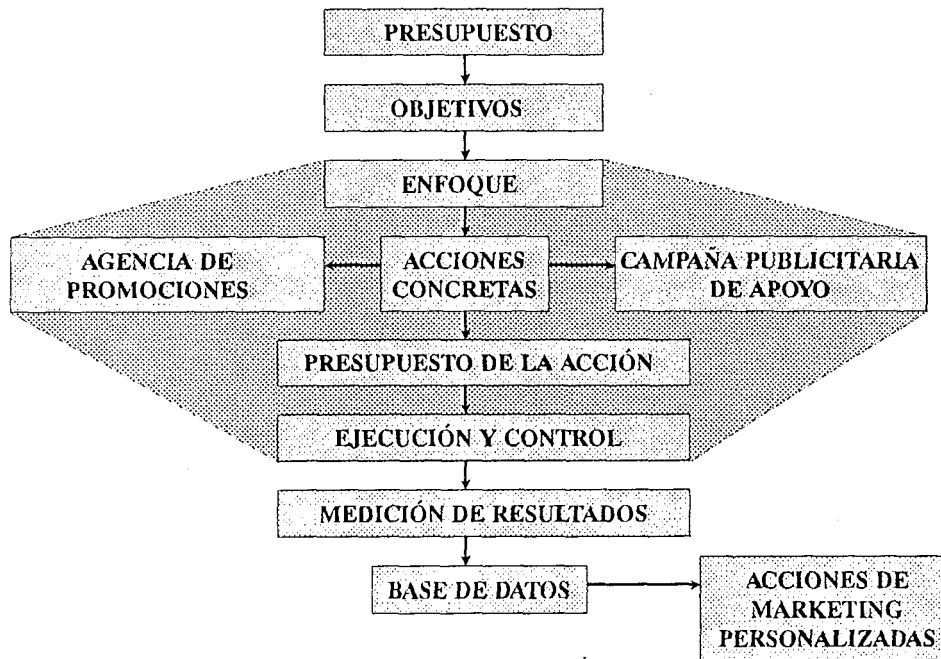 PRESUPUESTO
OBJETIVOS
ENFOQUE
AGENCIA DE
PROMOCIONES
ACCIONES
CONCRETAS
CAMPAÑA PUBLICITARIA
DE APOYO
PRESUPUESTO DE LA ACCIÓN
EJECUCIÓN Y CONTROL
MEDICIÓN DE RESULTADOS
BASE DE DATOS
ACCIONES DE
MARKETING
PERSONALIZADAS